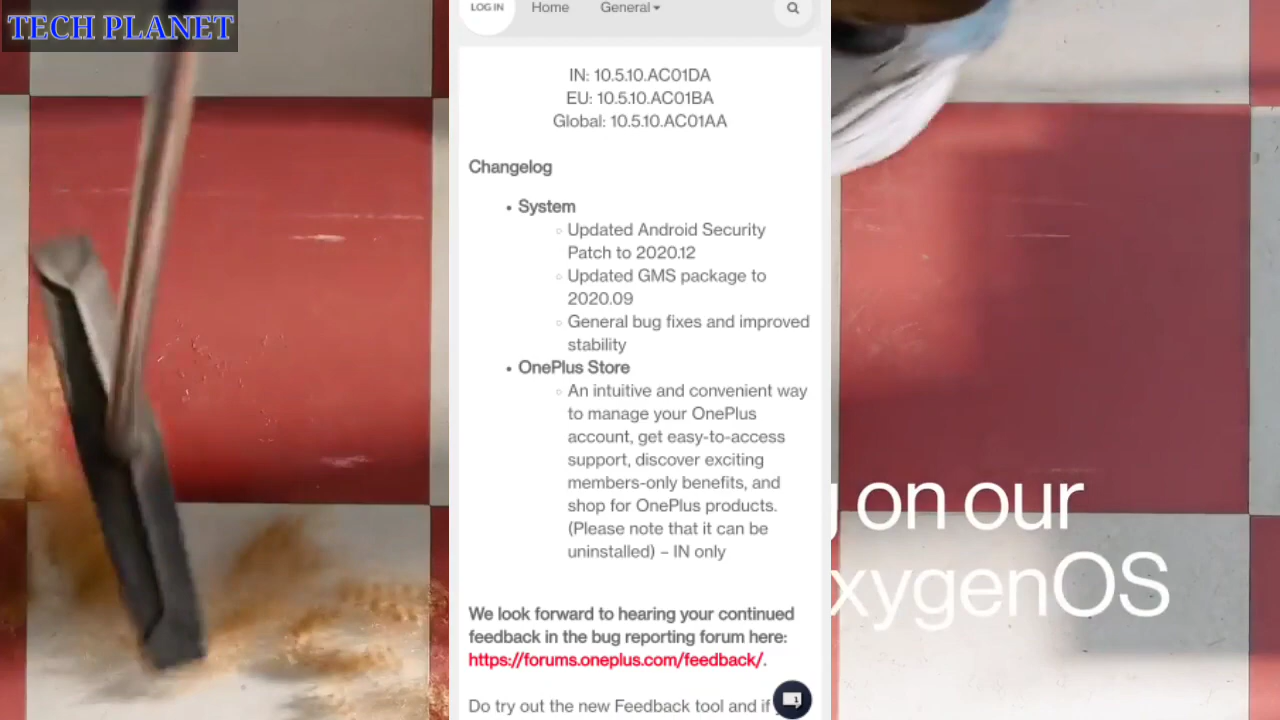 TECH PLANET
LOG IN
Home
General
IN: 10.5.10.AC01DA
EU: 10.5.10.AC01BA
Global: 10.5.10.AC01AA
Changelog
• System
○ Updated Android Security
Patch to 2020.12
○ Updated GMS package to
2020.09
○ General bug fixes and improved
stability
• OnePlus Store
○ An intuitive and convenient way
to manage your OnePlus
account, get easy-to-access
support, discover exciting
members-only benefits, and
shop for OnePlus products.
(Please note that it can be
uninstalled) – IN only
We look forward to hearing your continued
feedback in the bug reporting forum here:
https://forums.oneplus.com/feedback/.
Do try out the new Feedback tool and if
1
on our
xygenOS